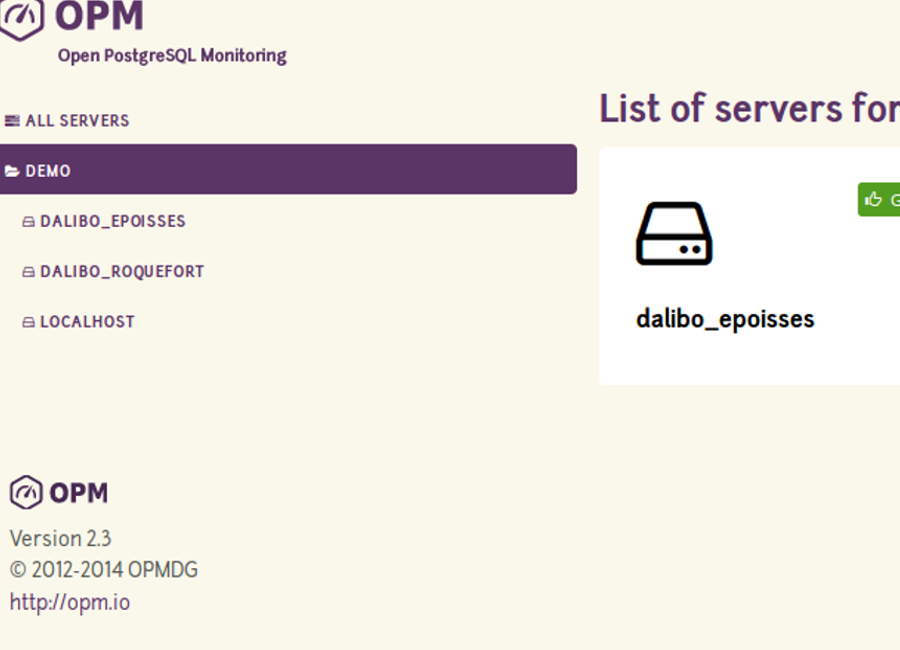 OPM
Open PostgreSQL Monitoring
ALL SERVERS
DEMO
DALIBO_EPOISSES
DALIBO_ROQUEFORT
LOCALHOST
List of servers for
dalibo_epoisses
OPM
Version 2.3
© 2012-2014 OPMDG
http://opm.io